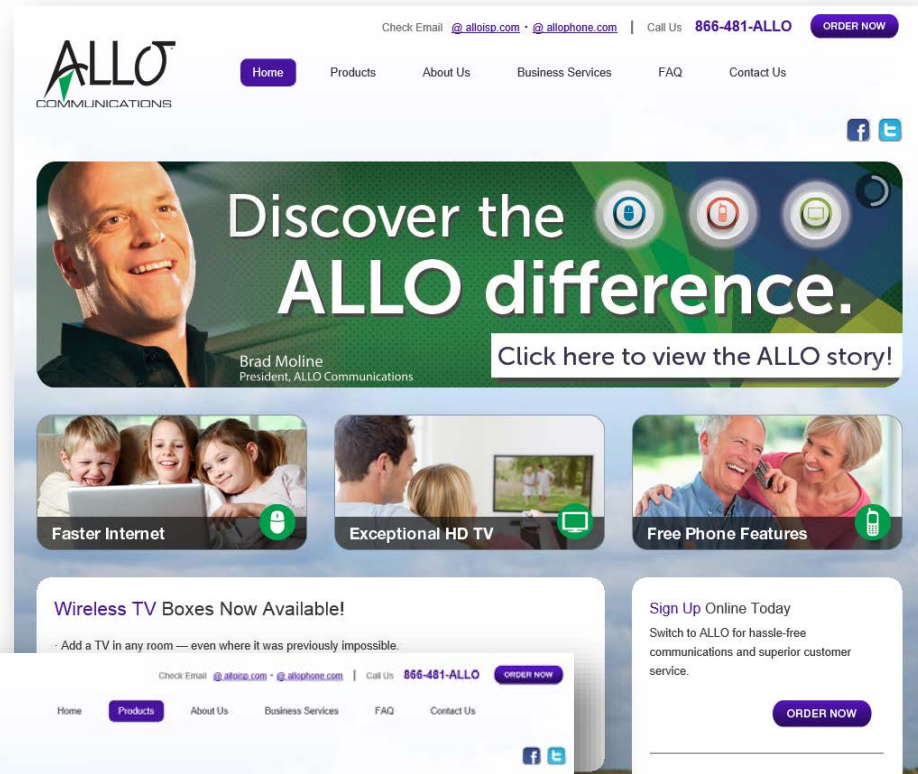 Check Email @ alloisp.com · @ allophone.com | Call Us 866-481-ALLO ORDER NOW
ALLO
COMMUNICATIONS
Home Products About Us Business Services FAQ Contact Us
Discover the
ALLO difference.
Brad Moline
President, ALLO Communications
Click here to view the ALLO story!
Faster Internet
Exceptional HD TV
Free Phone Features
Wireless TV Boxes Now Available!
· Add a TV in any room — even where it was previously impossible.
Sign Up Online Today
Switch to ALLO for hassle-free
communications and superior customer
service.
ORDER NOW
Check Email @ alloisp.com · @ allophone.com | Call Us 866-481-ALLO ORDER NOW
Home Products About Us Business Services FAQ Contact Us